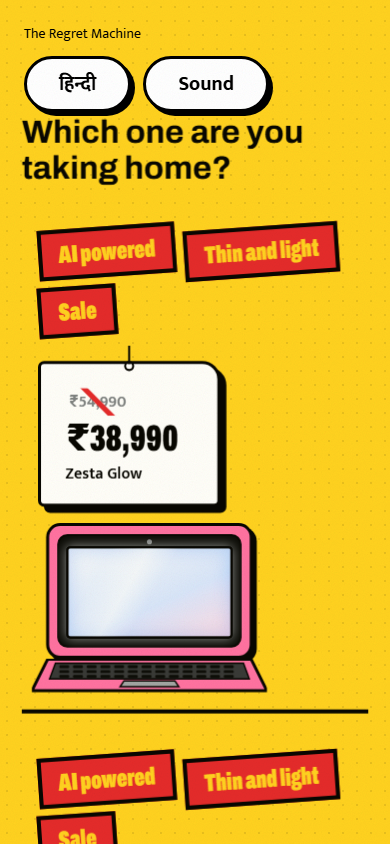 The Regret Machine
हिन्दी
Sound
Which one are you
taking home?
AI powered
Thin and light
Sale
₹54,990
₹38,990
Zesta Glow
AI powered
Thin and light
Sale